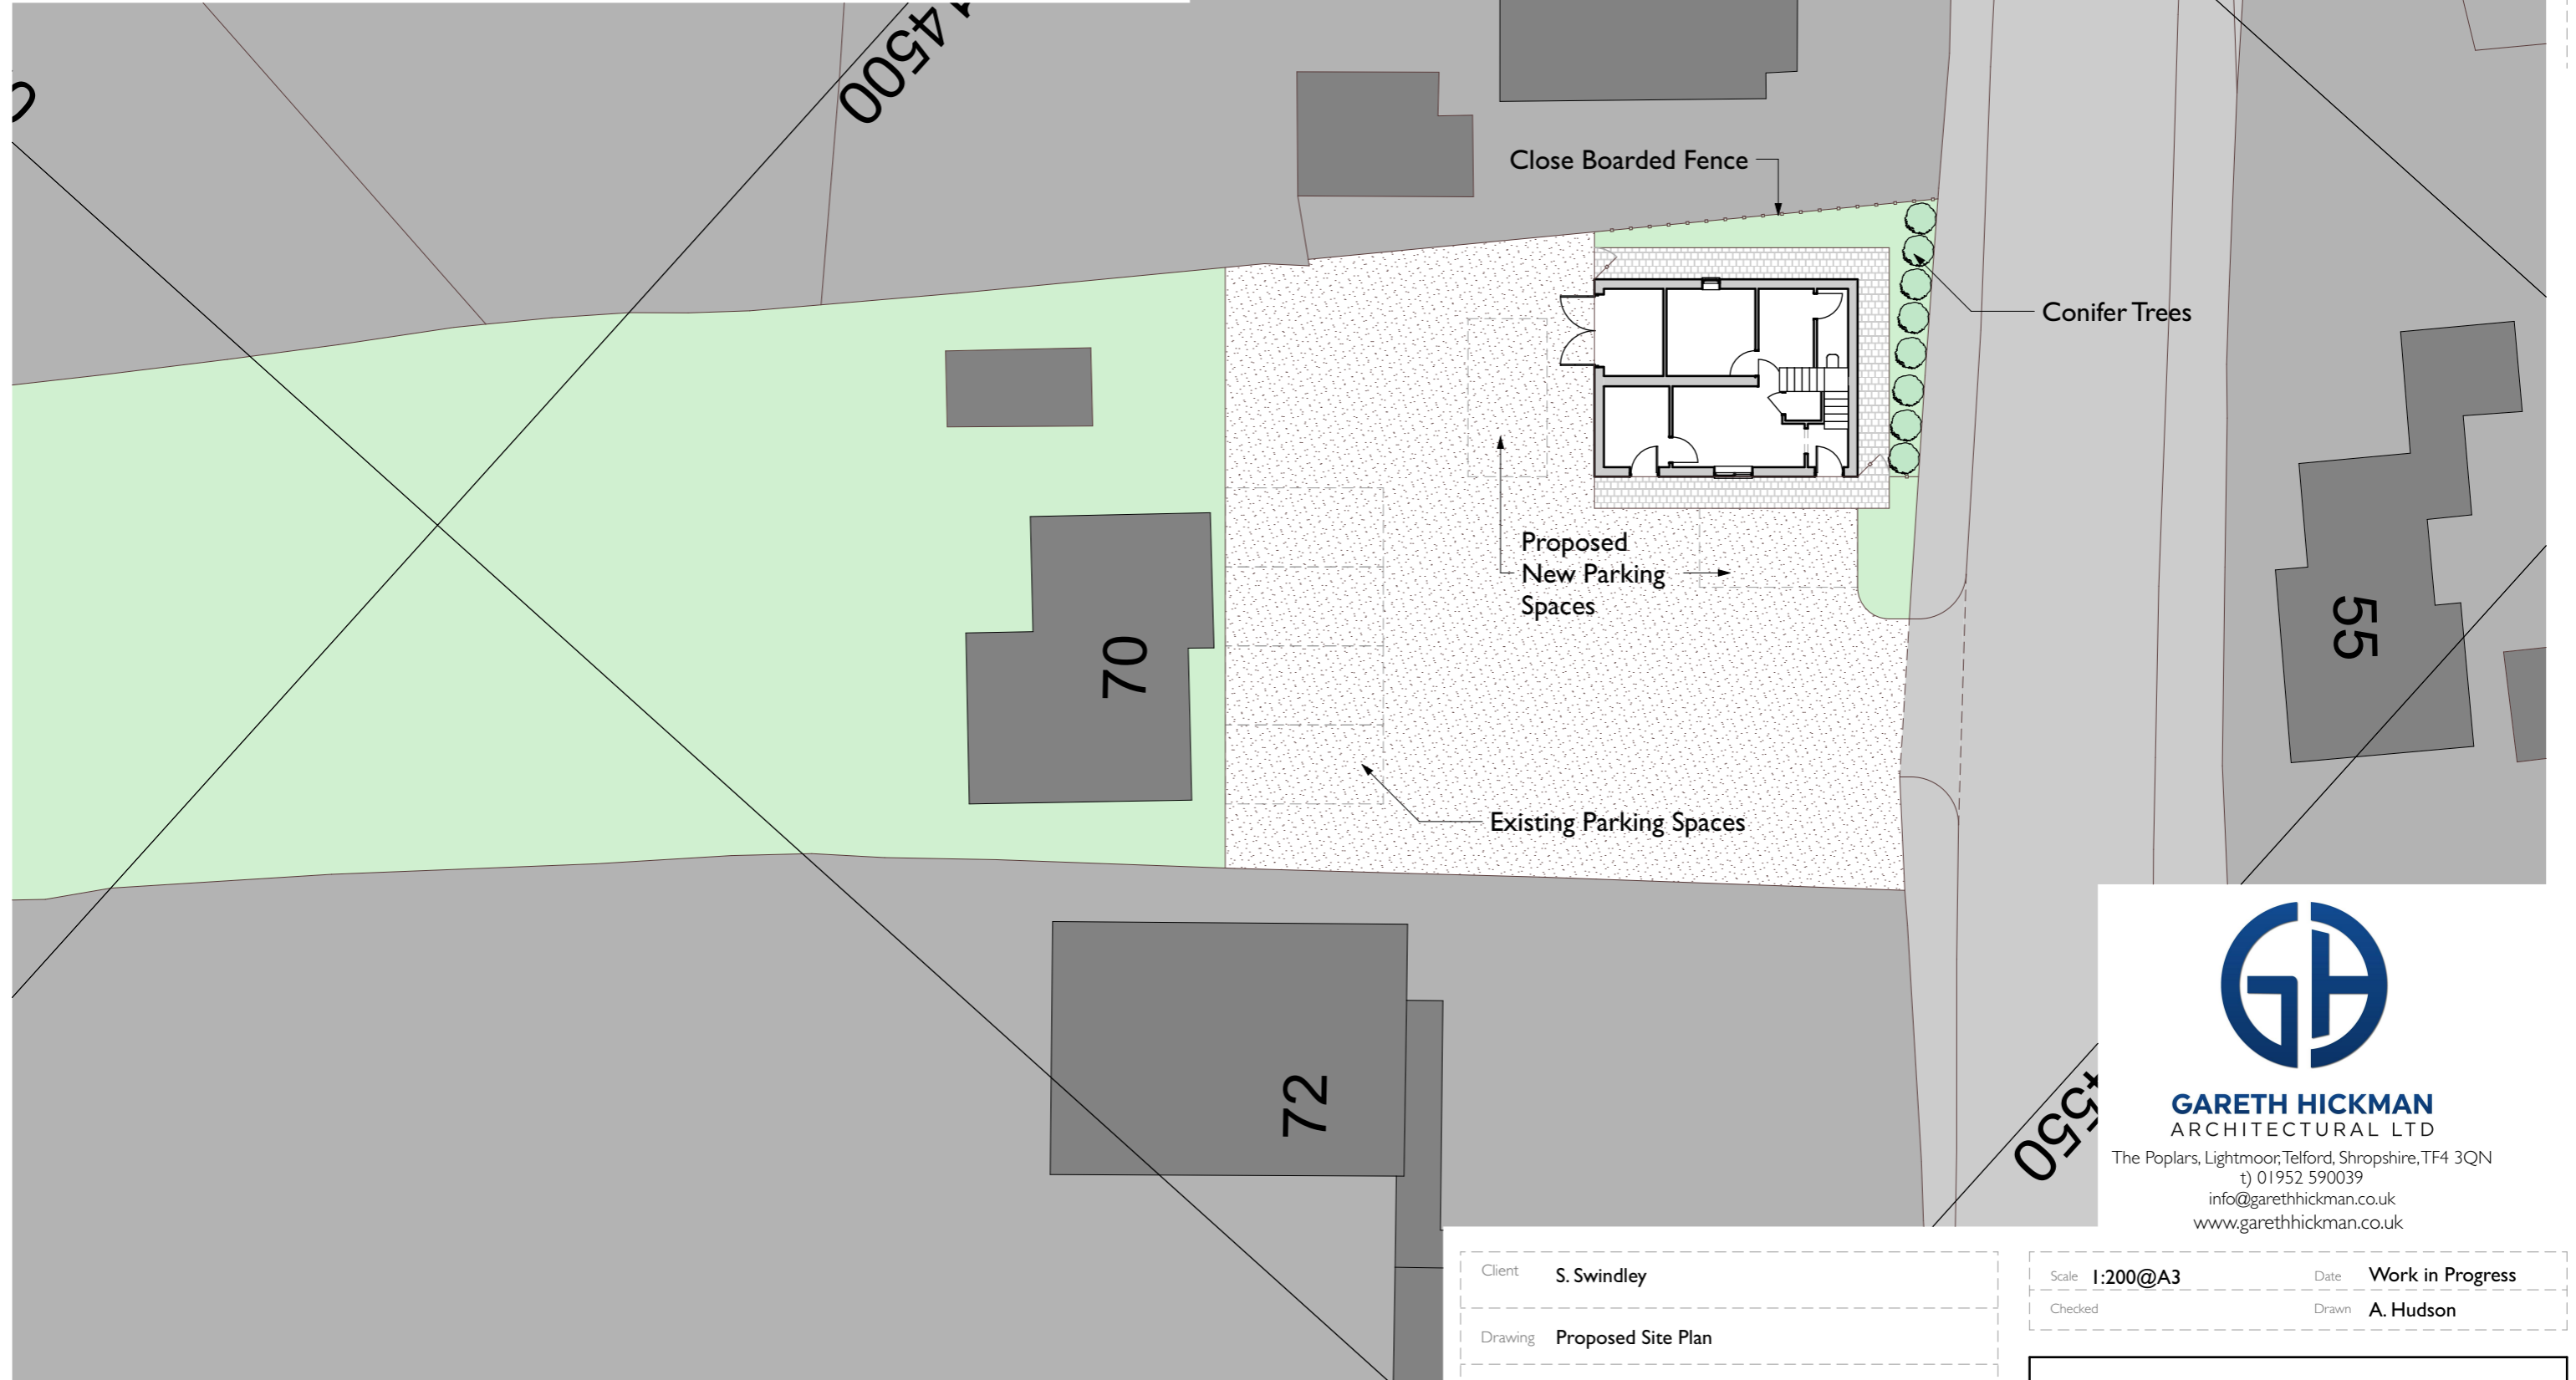 4500
Close Boarded Fence
Conifer Trees
Proposed
New Parking
Spaces
55
70
Existing Parking Spaces
72
GH
GARETH HICKMAN
ARCHITECTURAL LTD
The Poplars, Lightmoor, Telford, Shropshire, TF4 3QN
t) 01952 590039
info@garethhickman.co.uk
www.garethhickman.co.uk
Client S. Swindley
Scale 1:200@A3 Date Work in Progress
Checked Drawn A. Hudson
Drawing Proposed Site Plan